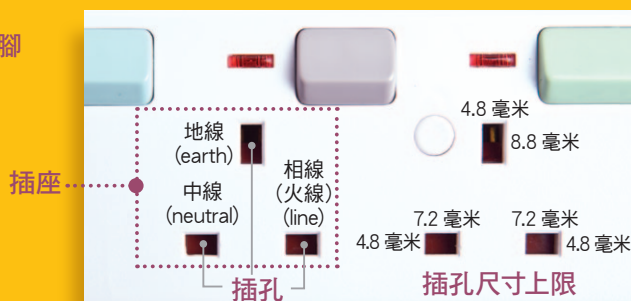 腳
插座
地線
(earth)
中線
(neutral)
相線
(火線)
(line)
插孔
4.8 毫米
8.8 毫米
7.2 毫米
7.2 毫米
4.8 毫米
4.8 毫米
插孔尺寸上限